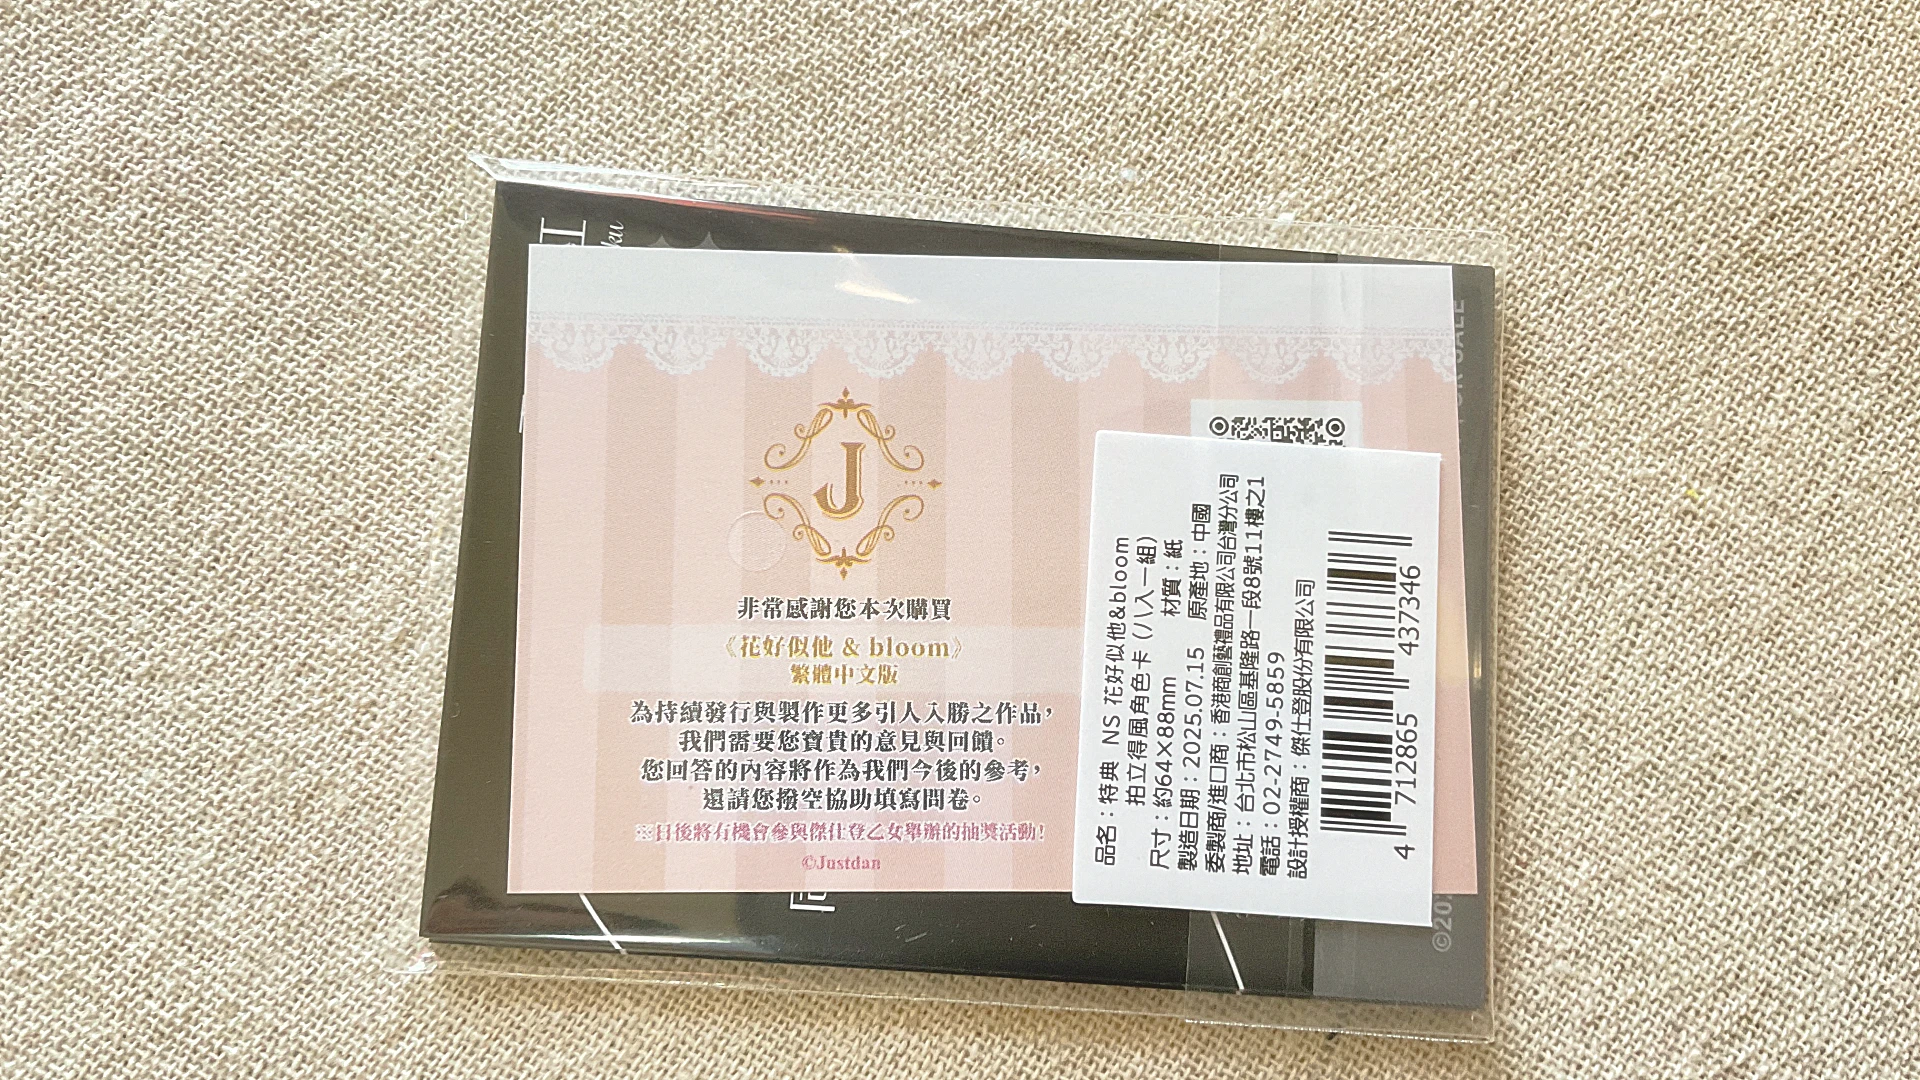 J
非常感謝您本次購買
《花好似他 & bloom》
繁體中文版
為持續發行與製作更多引人入勝之作品，
我們需要您寶貴的意見與回饋。
您回答的內容將作為我們今後的參考，
還請您撥空協助填寫問卷。
※日後將有機會參與傑仕登乙女舉辦的抽獎活動！
©Justdan
品名：特典 NS 花好似他&bloom
拍立得風角色卡（八入一組）
尺寸：約64×88mm 材質：紙
製造日期：2025.07.15 原產地：中國
委製商/進口商：香港商創藝禮品有限公司台灣分公司
地址：台北市松山區基隆路一段8號11樓之1
電話：02-2749-5859
設計授權商：傑仕登股份有限公司
4 712865 437346
ku
©20